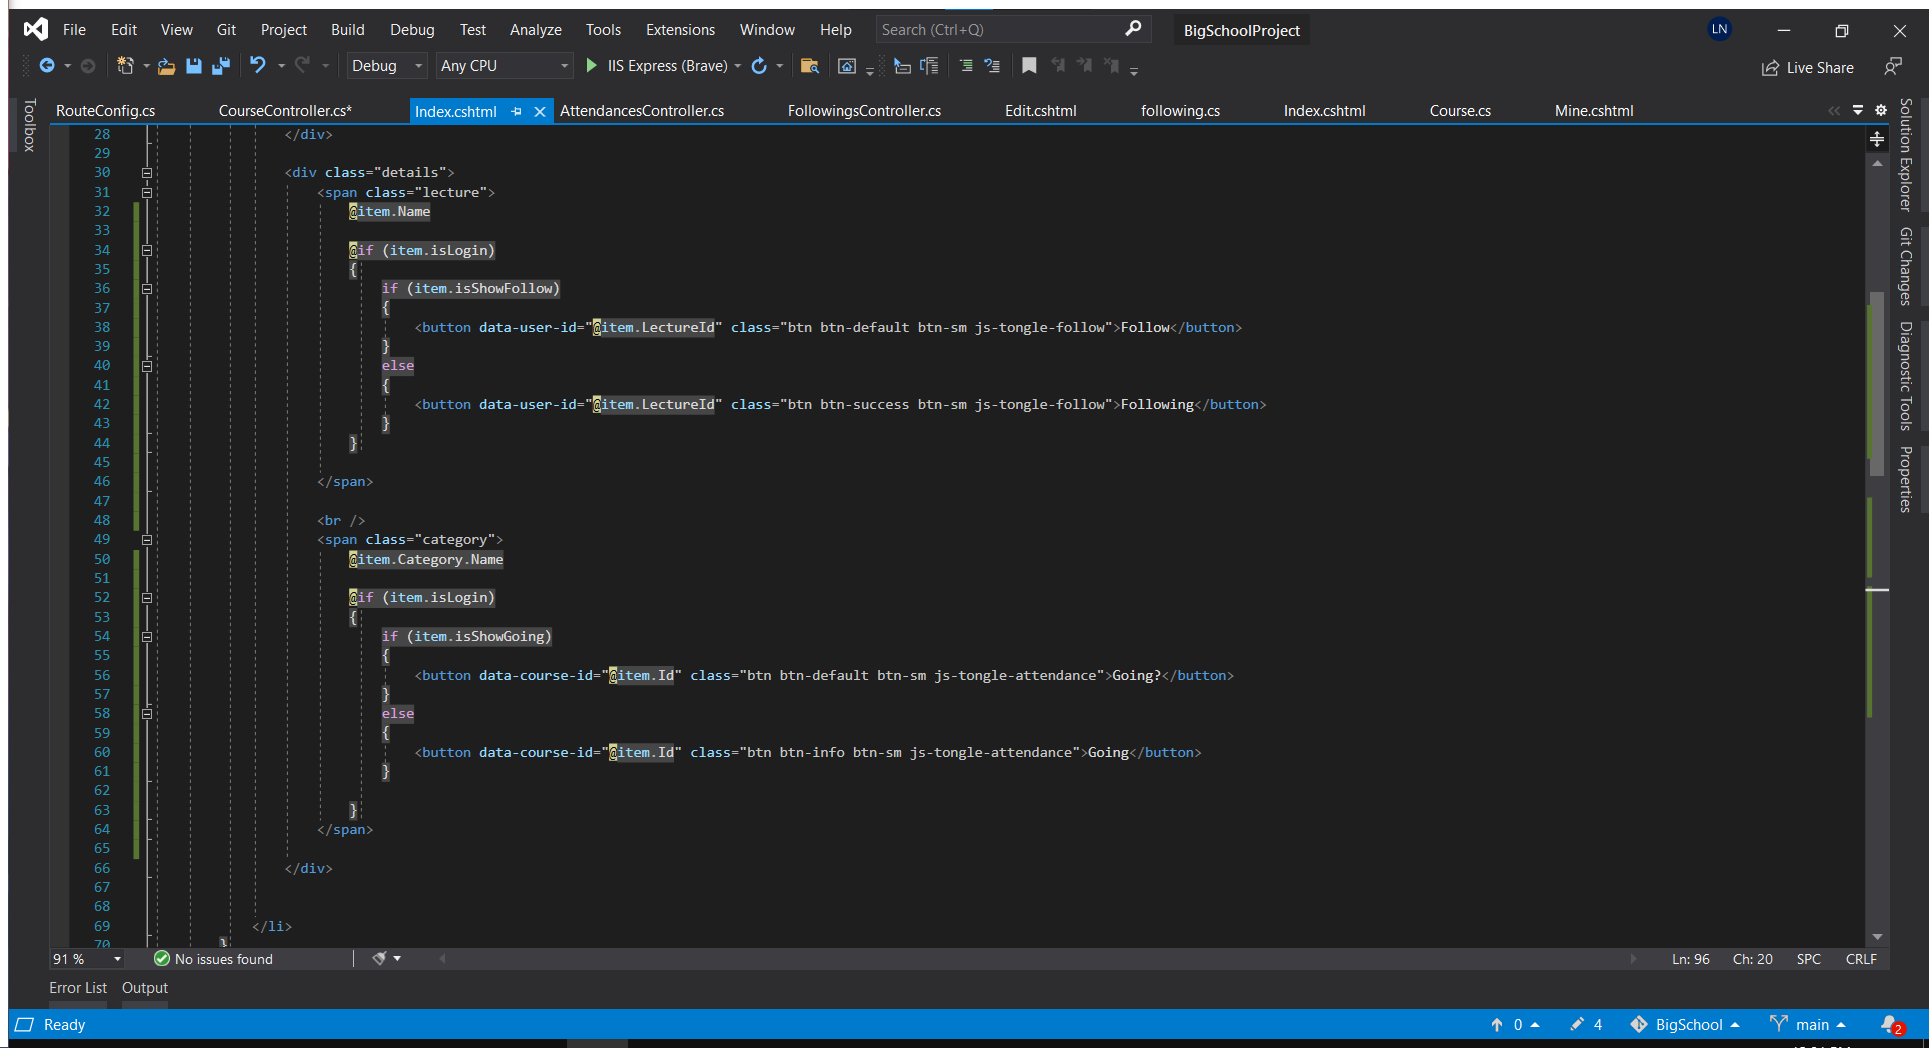 File Edit View Git Project Build Debug Test Analyze Tools Extensions Window Help Search (Ctrl+Q) BigSchoolProject LN
Debug Any CPU IIS Express (Brave) Live Share
Toolbox
RouteConfig.cs CourseController.cs* Index.cshtml AttendancesController.cs FollowingsController.cs Edit.cshtml following.cs Index.cshtml Course.cs Mine.cshtml
28 </div>
29
30 <div class="details">
31 <span class="lecture">
32 @item.Name
33
34 @if (item.isLogin)
35 {
36 if (item.isShowFollow)
37 {
38 <button data-user-id="@item.LectureId" class="btn btn-default btn-sm js-tongle-follow">Follow</button>
39 }
40 else
41 {
42 <button data-user-id="@item.LectureId" class="btn btn-success btn-sm js-tongle-follow">Following</button>
43 }
44 }
45
46 </span>
47
48 <br />
49 <span class="category">
50 @item.Category.Name
51
52 @if (item.isLogin)
53 {
54 if (item.isShowGoing)
55 {
56 <button data-course-id="@item.Id" class="btn btn-default btn-sm js-tongle-attendance">Going?</button>
57 }
58 else
59 {
60 <button data-course-id="@item.Id" class="btn btn-info btn-sm js-tongle-attendance">Going</button>
61 }
62
63 }
64 </span>
65
66 </div>
67
68
69 </li>
70 }
Solution Explorer
Git Changes
Diagnostic Tools
Properties
91 % No issues found Ln: 96 Ch: 20 SPC CRLF
Error List Output
Ready 0 4 BigSchool main 2